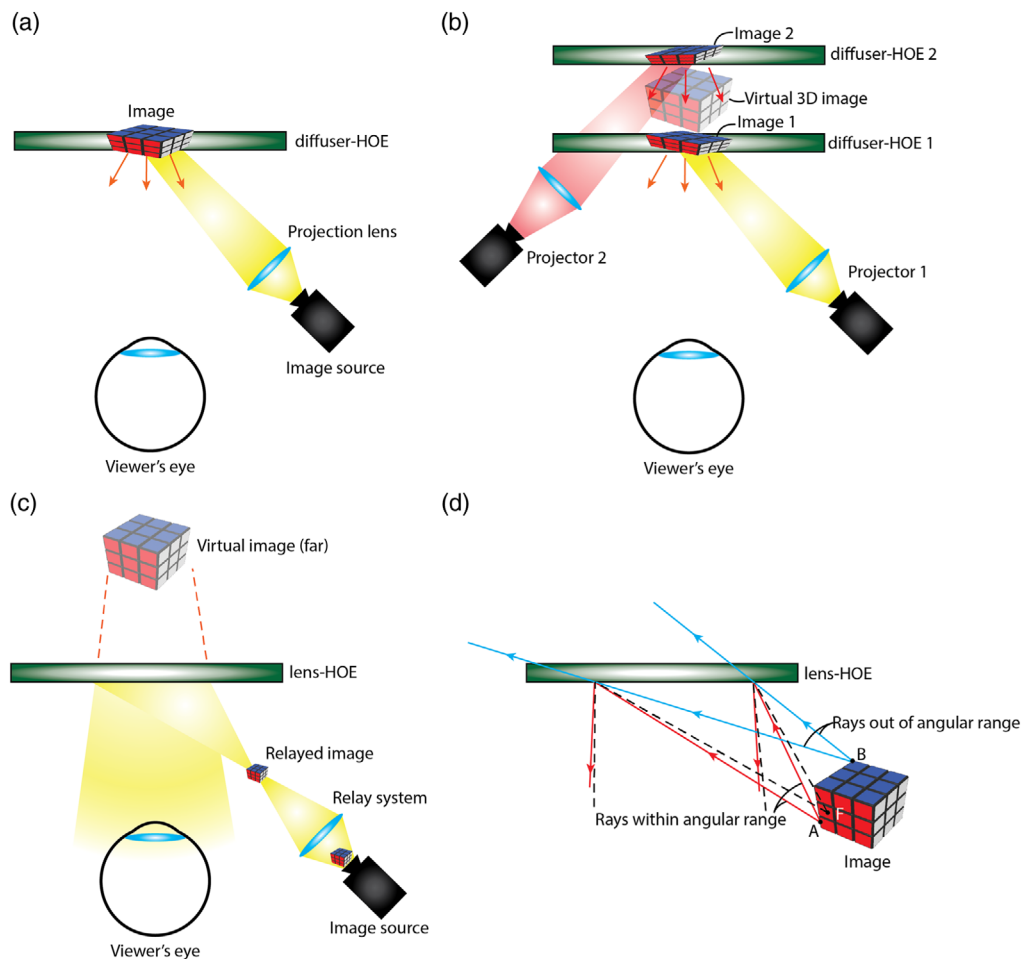 (a)
Image
diffuser-HOE
Projection lens
Image source
Viewer's eye
(b)
Image 2
diffuser-HOE 2
Virtual 3D image
Image 1
diffuser-HOE 1
Projector 2
Projector 1
Viewer's eye
(c)
Virtual image (far)
lens-HOE
Relayed image
Relay system
Image source
Viewer's eye
(d)
lens-HOE
Rays out of angular range
B
F
Rays within angular range
A
Image